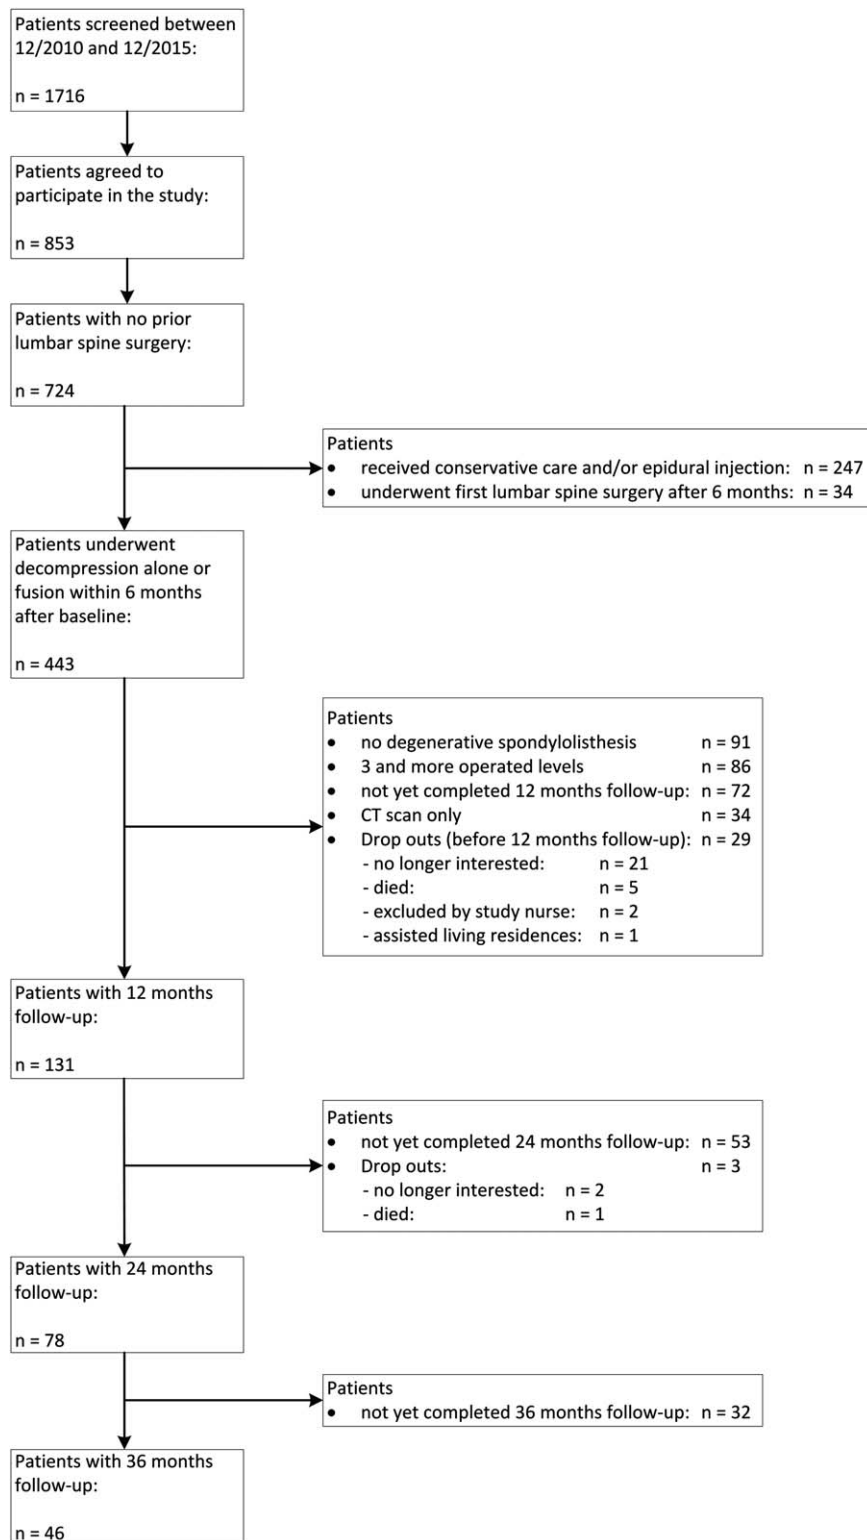 Patients screened between
12/2010 and 12/2015:
n = 1716
Patients agreed to
participate in the study:
n = 853
Patients with no prior
lumbar spine surgery:
n = 724
Patients
• received conservative care and/or epidural injection: n = 247
• underwent first lumbar spine surgery after 6 months: n = 34
Patients underwent
decompression alone or
fusion within 6 months
after baseline:
n = 443
Patients
• no degenerative spondylolisthesis n = 91
• 3 and more operated levels n = 86
• not yet completed 12 months follow-up: n = 72
• CT scan only n = 34
• Drop outs (before 12 months follow-up): n = 29
- no longer interested: n = 21
- died: n = 5
- excluded by study nurse: n = 2
- assisted living residences: n = 1
Patients with 12 months
follow-up:
n = 131
Patients
• not yet completed 24 months follow-up: n = 53
• Drop outs: n = 3
- no longer interested: n = 2
- died: n = 1
Patients with 24 months
follow-up:
n = 78
Patients
• not yet completed 36 months follow-up: n = 32
Patients with 36 months
follow-up:
n = 46